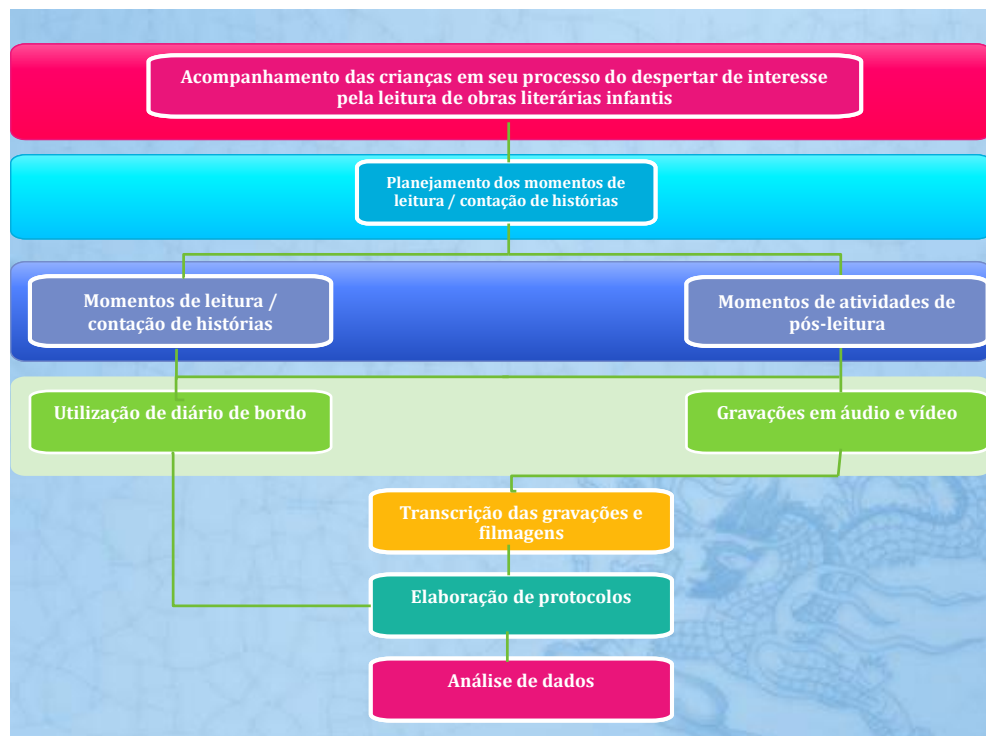 Acompanhamento das crianças em seu processo do despertar de interesse
pela leitura de obras literárias infantis
Planejamento dos momentos de
leitura / contação de histórias
Momentos de leitura /
contação de histórias
Momentos de atividades de
pós-leitura
Utilização de diário de bordo
Gravações em áudio e vídeo
Transcrição das gravações e
filmagens
Elaboração de protocolos
Análise de dados